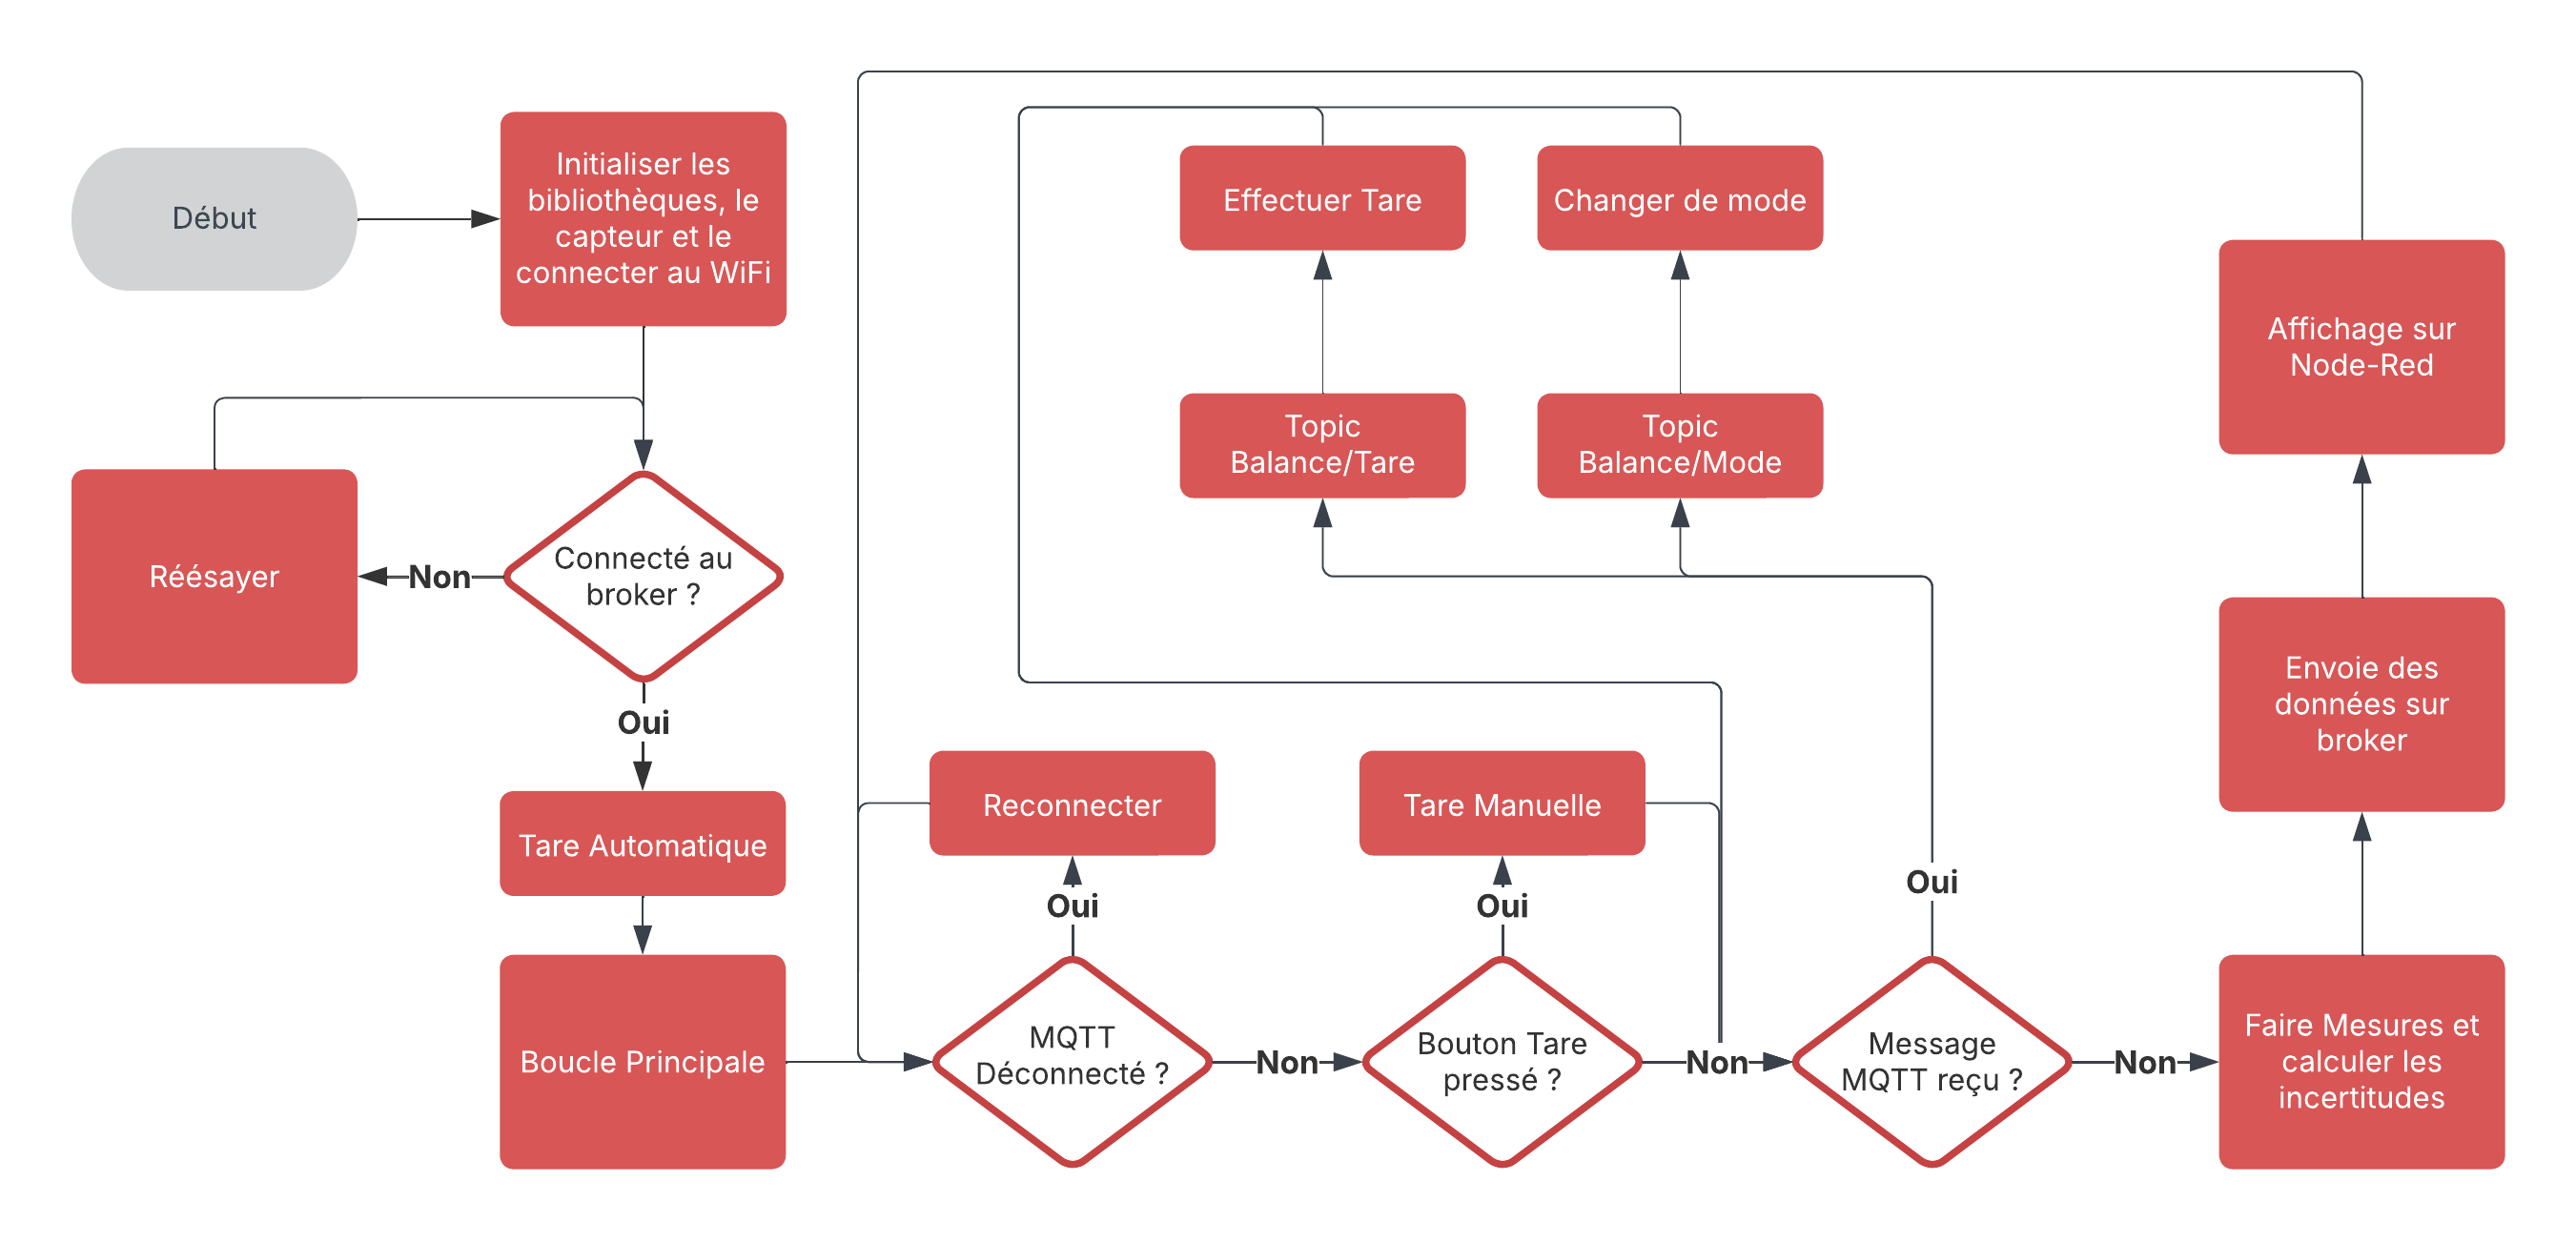 Début
Initialiser les
bibliothèques, le
capteur et le
connecter au WiFi
Connecté au
broker ?
Non
Réésayer
Oui
Tare Automatique
Boucle Principale
MQTT
Déconnecté ?
Oui
Reconnecter
Non
Bouton Tare
pressé ?
Oui
Tare Manuelle
Non
Message
MQTT reçu ?
Oui
Topic
Balance/Tare
Effectuer Tare
Topic
Balance/Mode
Changer de mode
Non
Faire Mesures et
calculer les
incertitudes
Envoie des
données sur
broker
Affichage sur
Node-Red